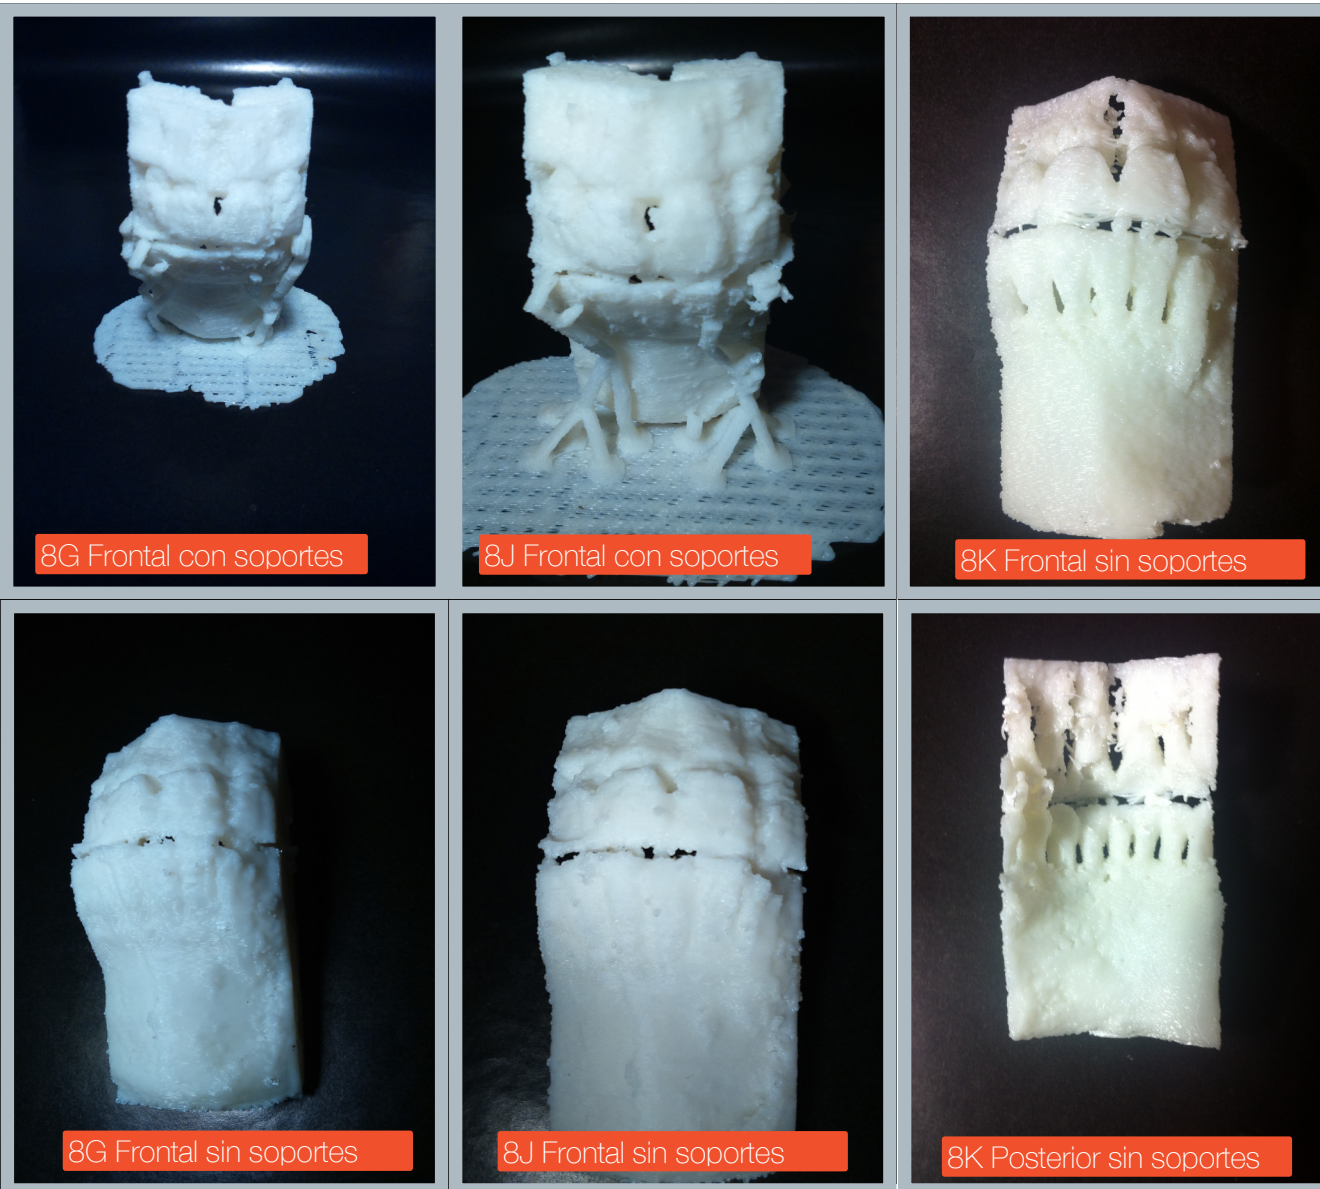 8G Frontal con soportes
8J Frontal con soportes
8K Frontal sin soportes
8G Frontal sin soportes
8J Frontal sin soportes
8K Posterior sin soportes